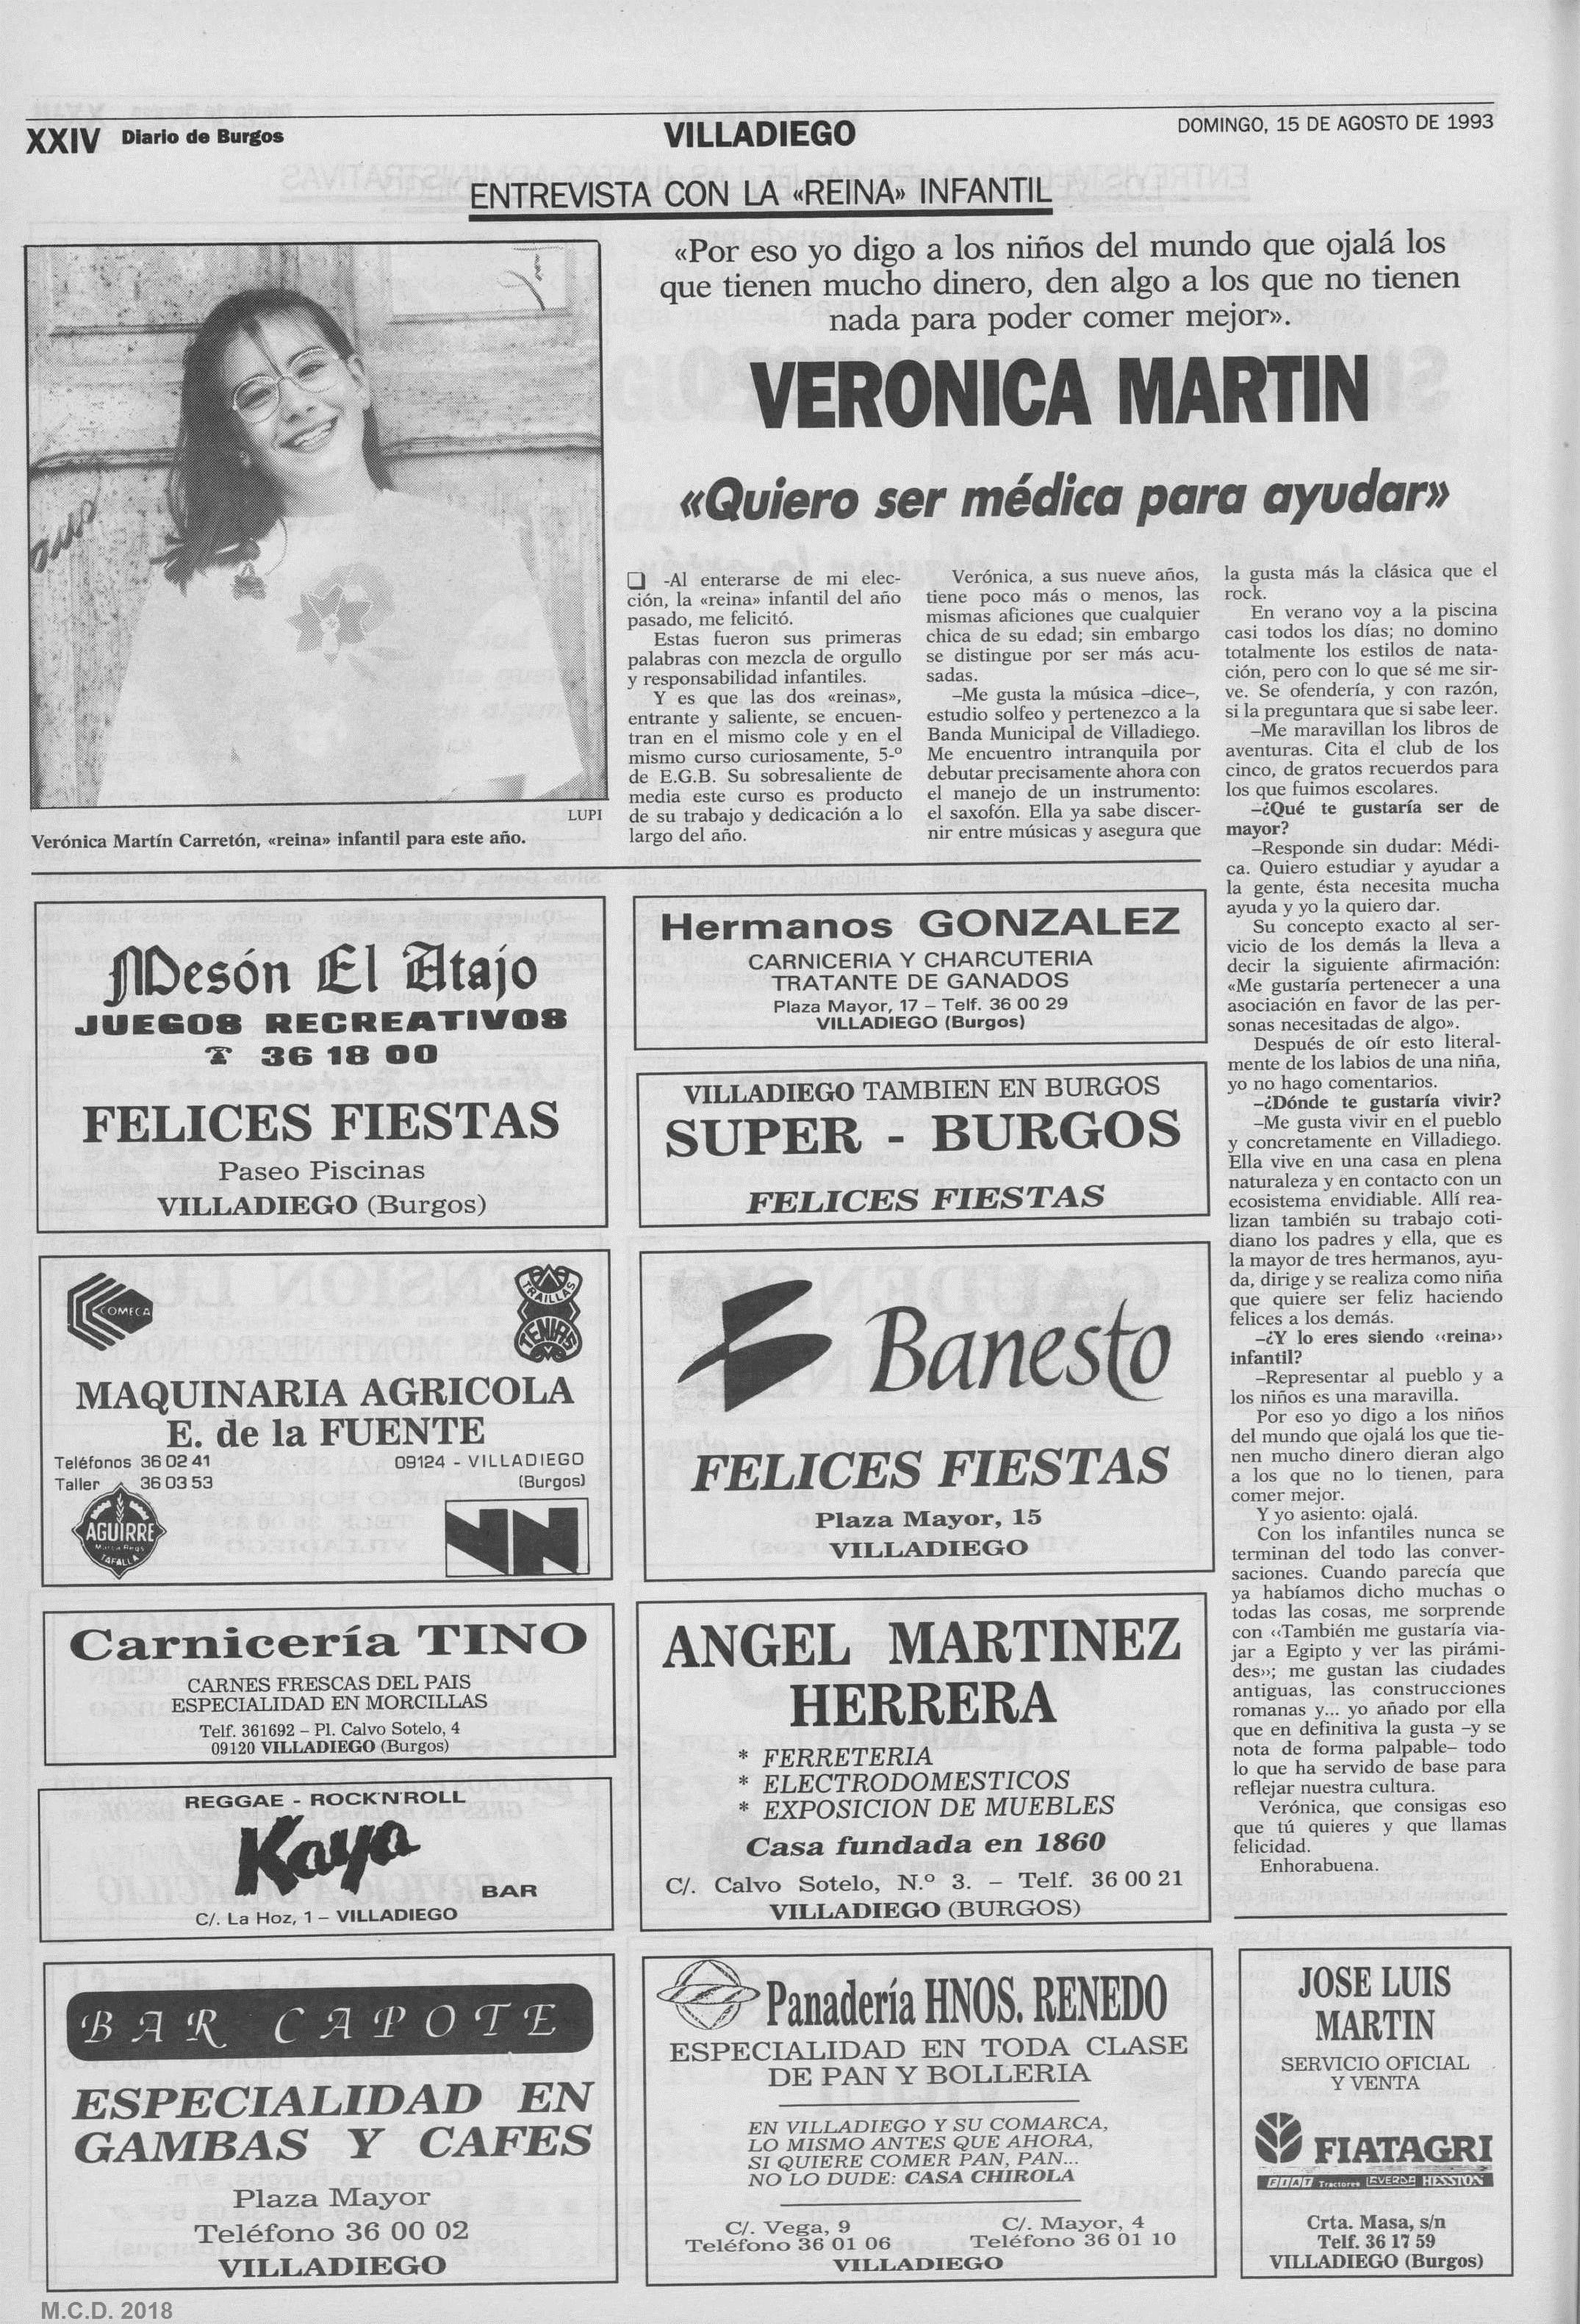 XXIV Diario de Burgos
VILLADIEGO
DOMINGO, 15 DE AGOSTO DE 1993
ENTREVISTA CON LA «REINA» INFANTIL
«Por eso yo digo a los niños del mundo que ojalá los
que tienen mucho dinero, den algo a los que no tienen
nada para poder comer mejor».
VERONICA MARTIN
«Quiero ser médica para ayudar»
LUPI
Verónica Martín Carretón, «reina» infantil para este año.
❏ -Al enterarse de mi elec-
ción, la «reina» infantil del año
pasado, me felicitó.
Estas fueron sus primeras
palabras con mezcla de orgullo
y responsabilidad infantiles.
Y es que las dos «reinas»,
entrante y saliente, se encuen-
tran en el mismo cole y en el
mismo curso curiosamente, 5-º
de E.G.B. Su sobresaliente de
media este curso es producto
de su trabajo y dedicación a lo
largo del año.
Verónica, a sus nueve años,
tiene poco más o menos, las
mismas aficiones que cualquier
chica de su edad; sin embargo
se distingue por ser más acu-
sadas.
–Me gusta la música –dice–,
estudio solfeo y pertenezco a la
Banda Municipal de Villadiego.
Me encuentro intranquila por
debutar precisamente ahora con
el manejo de un instrumento:
el saxofón. Ella ya sabe discer-
nir entre músicas y asegura que
la gusta más la clásica que el
rock.
En verano voy a la piscina
casi todos los días; no domino
totalmente los estilos de nata-
ción, pero con lo que sé me sir-
ve. Se ofendería, y con razón,
si la preguntara que si sabe leer.
–Me maravillan los libros de
aventuras. Cita el club de los
cinco, de gratos recuerdos para
los que fuimos escolares.
–¿Qué te gustaría ser de
mayor?
–Responde sin dudar: Médi-
ca. Quiero estudiar y ayudar a
la gente, ésta necesita mucha
ayuda y yo la quiero dar.
Su concepto exacto al ser-
vicio de los demás la lleva a
decir la siguiente afirmación:
«Me gustaría pertenecer a una
asociación en favor de las per-
sonas necesitadas de algo».
Después de oír esto literal-
mente de los labios de una niña,
yo no hago comentarios.
–¿Dónde te gustaría vivir?
–Me gusta vivir en el pueblo
y concretamente en Villadiego.
Ella vive en una casa en plena
naturaleza y en contacto con un
ecosistema envidiable. Allí rea-
lizan también su trabajo coti-
diano los padres y ella, que es
la mayor de tres hermanos, ayu-
da, dirige y se realiza como niña
que quiere ser feliz haciendo
felices a los demás.
–¿Y lo eres siendo «reina»
infantil?
–Representar al pueblo y a
los niños es una maravilla.
Por eso yo digo a los niños
del mundo que ojalá los que tie-
nen mucho dinero dieran algo
a los que no lo tienen, para
comer mejor.
Y yo asiento: ojalá.
Con los infantiles nunca se
terminan del todo las conver-
saciones. Cuando parecía que
ya habíamos dicho muchas o
todas las cosas, me sorprende
con «También me gustaría via-
jar a Egipto y ver las pirámi-
des»; me gustan las ciudades
antiguas, las construcciones
romanas y... yo añado por ella
que en definitiva la gusta –y se
nota de forma palpable– todo
lo que ha servido de base para
reflejar nuestra cultura.
Verónica, que consigas eso
que tú quieres y que llamas
felicidad.
Enhorabuena.
Mesón El Atajo
JUEGOS RECREATIVOS
☎ 36 18 00
FELICES FIESTAS
Paseo Piscinas
VILLADIEGO (Burgos)
Hermanos GONZALEZ
CARNICERIA Y CHARCUTERIA
TRATANTE DE GANADOS
Plaza Mayor, 17 – Telf. 36 00 29
VILLADIEGO (Burgos)
VILLADIEGO TAMBIEN EN BURGOS
SUPER - BURGOS
FELICES FIESTAS
COMECA
TRAILLAS
TENIAS
MAQUINARIA AGRICOLA
E. de la FUENTE
Teléfonos 36 02 41
Taller 36 03 53
09124 - VILLADIEGO
(Burgos)
AGUIRRE
Marca Regs
TAFALLA
VN
Banesto
FELICES FIESTAS
Plaza Mayor, 15
VILLADIEGO
Carnicería TINO
CARNES FRESCAS DEL PAIS
ESPECIALIDAD EN MORCILLAS
Telf. 361692 – Pl. Calvo Sotelo, 4
09120 VILLADIEGO (Burgos)
ANGEL MARTINEZ
HERRERA
* FERRETERIA
* ELECTRODOMESTICOS
* EXPOSICION DE MUEBLES
Casa fundada en 1860
C/. Calvo Sotelo, N.º 3. – Telf. 36 00 21
VILLADIEGO (BURGOS)
REGGAE - ROCK'N'ROLL
Kaya
BAR
C/. La Hoz, 1 – VILLADIEGO
BAR CAPOTE
ESPECIALIDAD EN
GAMBAS Y CAFES
Plaza Mayor
Teléfono 36 00 02
VILLADIEGO
Panadería HNOS. RENEDO
ESPECIALIDAD EN TODA CLASE
DE PAN Y BOLLERIA
EN VILLADIEGO Y SU COMARCA,
LO MISMO ANTES QUE AHORA,
SI QUIERE COMER PAN, PAN...
NO LO DUDE: CASA CHIROLA
C/. Vega, 9
Teléfono 36 01 06
C/. Mayor, 4
Teléfono 36 01 10
VILLADIEGO
JOSE LUIS
MARTIN
SERVICIO OFICIAL
Y VENTA
FIATAGRI
FIAT Tractores LAVERDA HESSTON
Crta. Masa, s/n
Telf. 36 17 59
VILLADIEGO (Burgos)
M.C.D. 2018